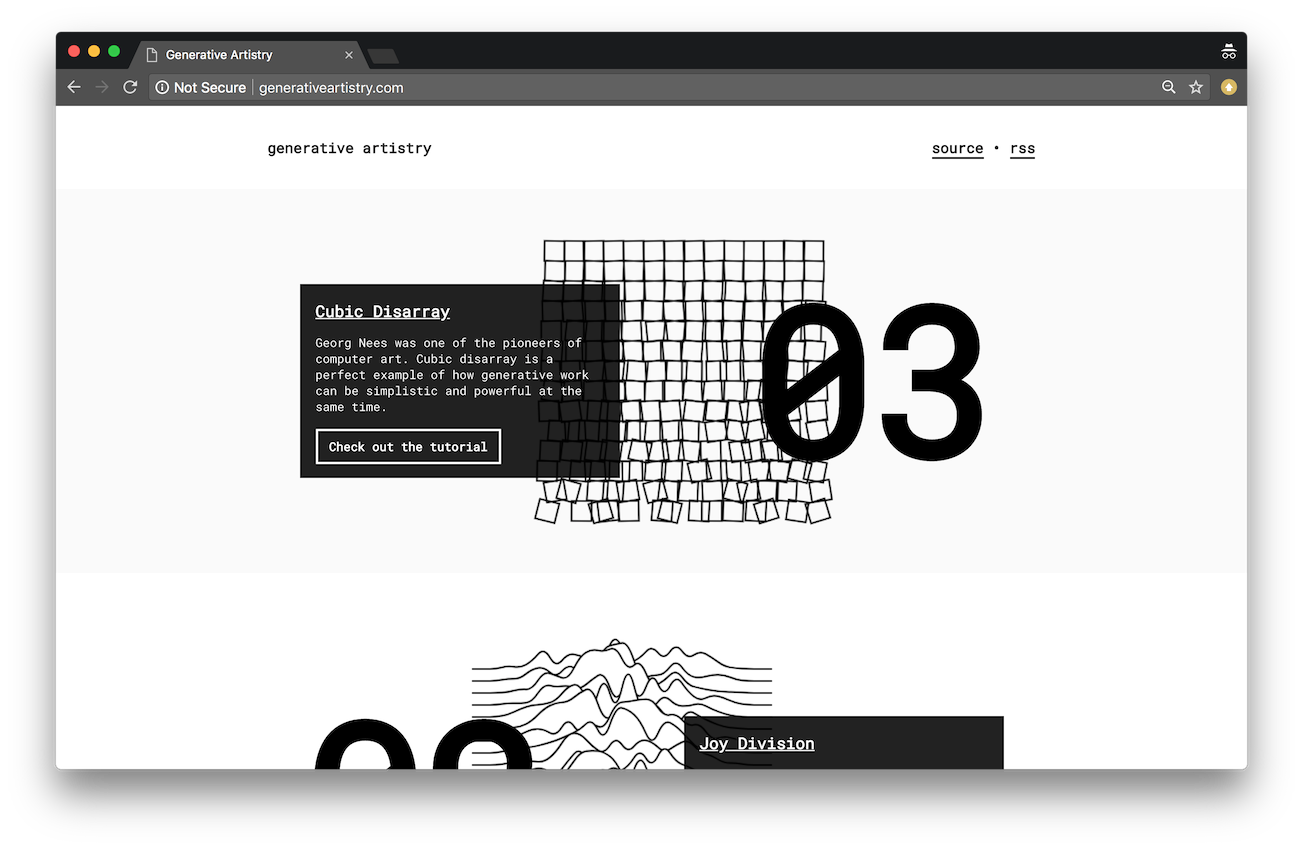 Generative Artistry
Not Secure generativeartistry.com
generative artistry
source • rss
Cubic Disarray
Georg Nees was one of the pioneers of
computer art. Cubic disarray is a
perfect example of how generative work
can be simplistic and powerful at the
same time.
Check out the tutorial
03
Joy Division